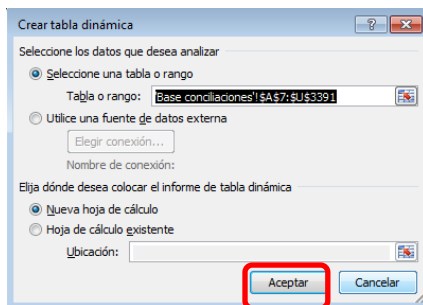 Crear tabla dinámica
Seleccione los datos que desea analizar
Seleccione una tabla o rango
Tabla o rango: 'Base conciliaciones'!$A$7:$U$3391
Utilice una fuente de datos externa
Elegir conexión...
Nombre de conexión:
Elija dónde desea colocar el informe de tabla dinámica
Nueva hoja de cálculo
Hoja de cálculo existente
Ubicación:
Aceptar Cancelar